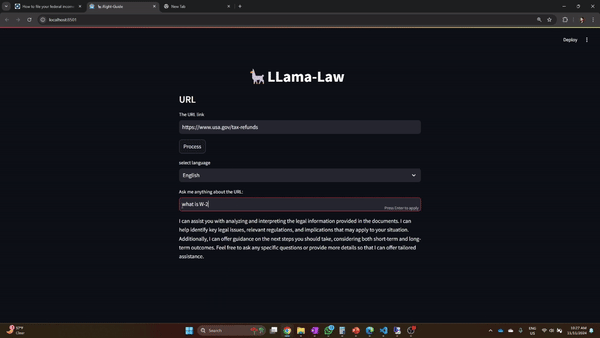 How to file your federal income
Right-Guide
New Tab
localhost:8501
Deploy
LLama-Law
URL
The URL link
https://www.usa.gov/tax-refunds
Process
select language
English
Ask me anything about the URL:
what is W-2
Press Enter to apply
I can assist you with analyzing and interpreting the legal information provided in the documents. I can
help identify key legal issues, relevant regulations, and implications that may apply to your situation.
Additionally, I can offer guidance on the next steps you should take, considering both short-term and long-
term outcomes. Feel free to ask any specific questions or provide more details so that I can offer tailored
assistance.
57°F
Clear
Search
ENG
US
10:27 AM
11/11/2024